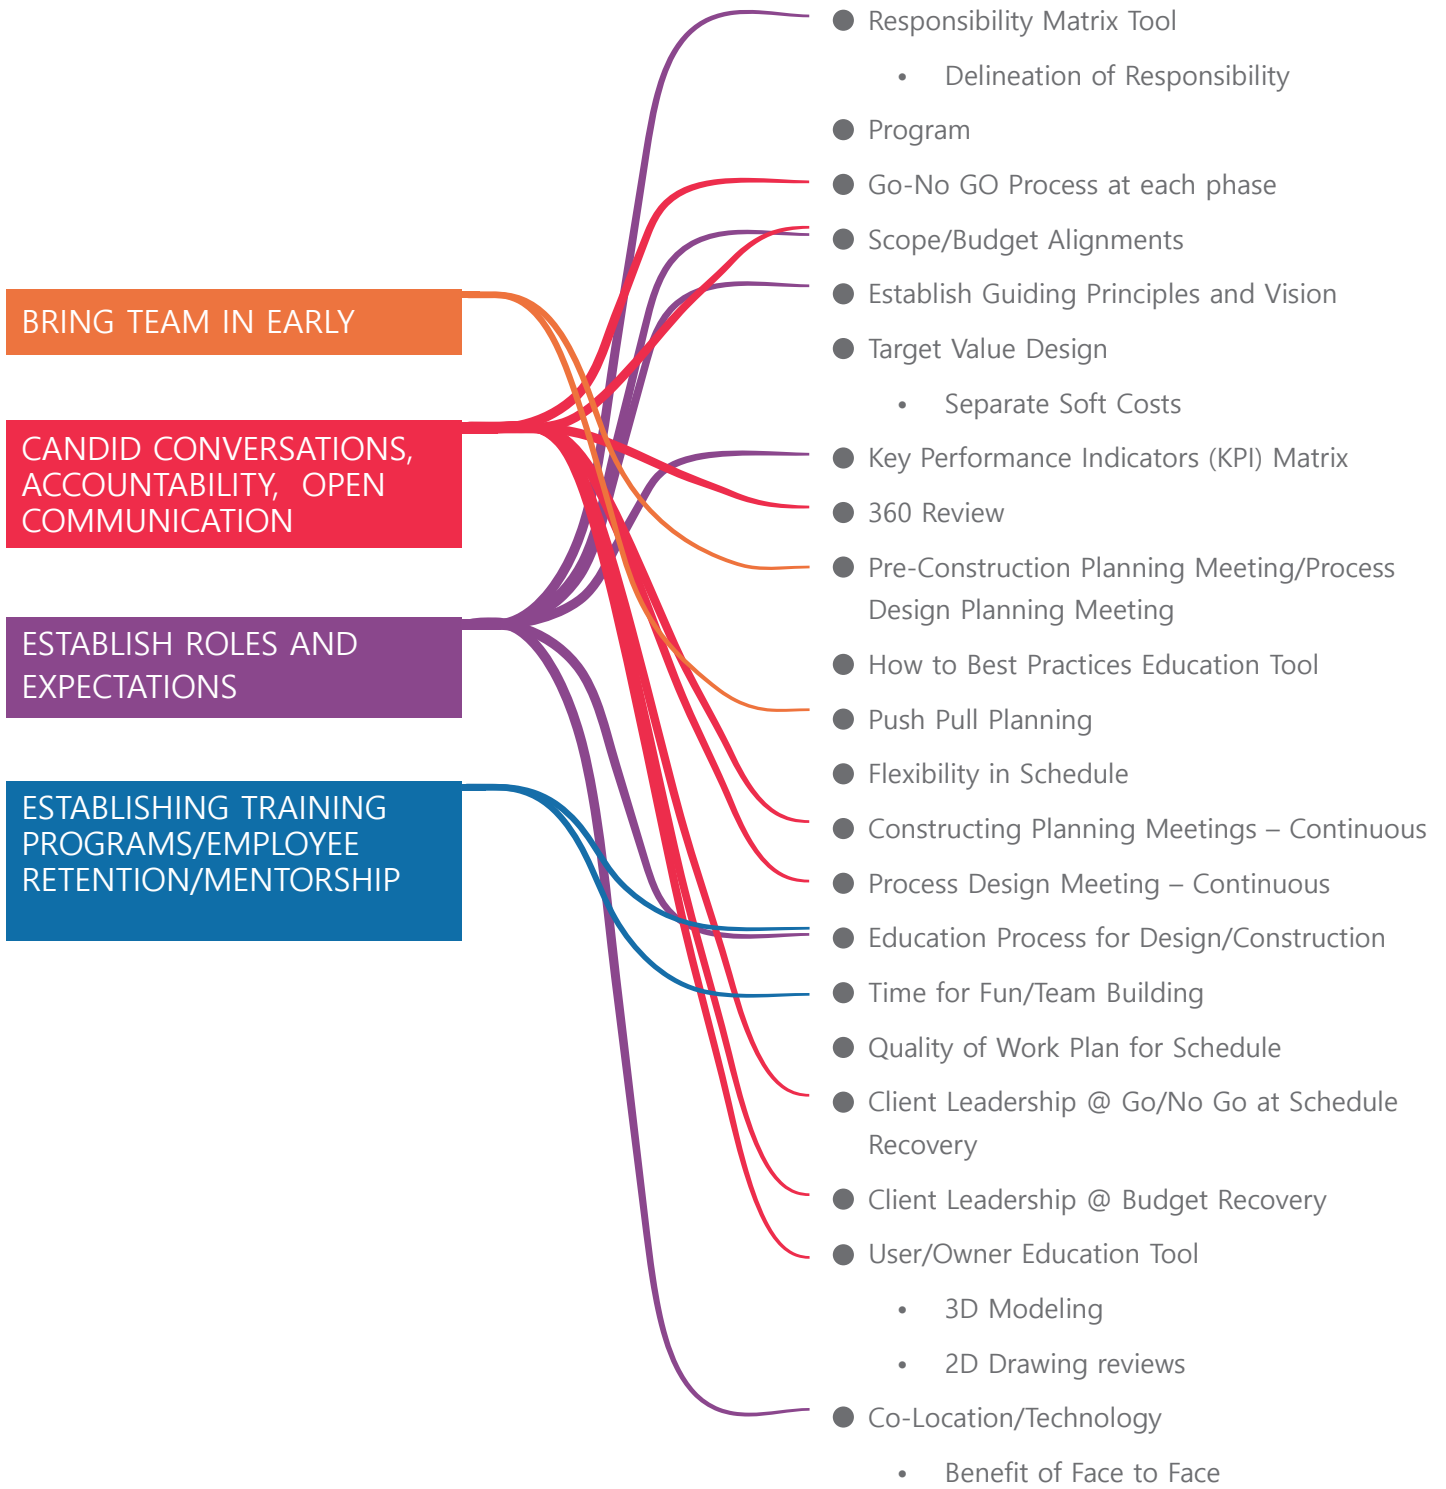 BRING TEAM IN EARLY
CANDID CONVERSATIONS,
ACCOUNTABILITY, OPEN
COMMUNICATION
ESTABLISH ROLES AND
EXPECTATIONS
ESTABLISHING TRAINING
PROGRAMS/EMPLOYEE
RETENTION/MENTORSHIP
● Responsibility Matrix Tool
• Delineation of Responsibility
● Program
● Go-No GO Process at each phase
● Scope/Budget Alignments
● Establish Guiding Principles and Vision
● Target Value Design
• Separate Soft Costs
● Key Performance Indicators (KPI) Matrix
● 360 Review
● Pre-Construction Planning Meeting/Process
Design Planning Meeting
● How to Best Practices Education Tool
● Push Pull Planning
● Flexibility in Schedule
● Constructing Planning Meetings – Continuous
● Process Design Meeting – Continuous
● Education Process for Design/Construction
● Time for Fun/Team Building
● Quality of Work Plan for Schedule
● Client Leadership @ Go/No Go at Schedule
Recovery
● Client Leadership @ Budget Recovery
● User/Owner Education Tool
• 3D Modeling
• 2D Drawing reviews
● Co-Location/Technology
• Benefit of Face to Face